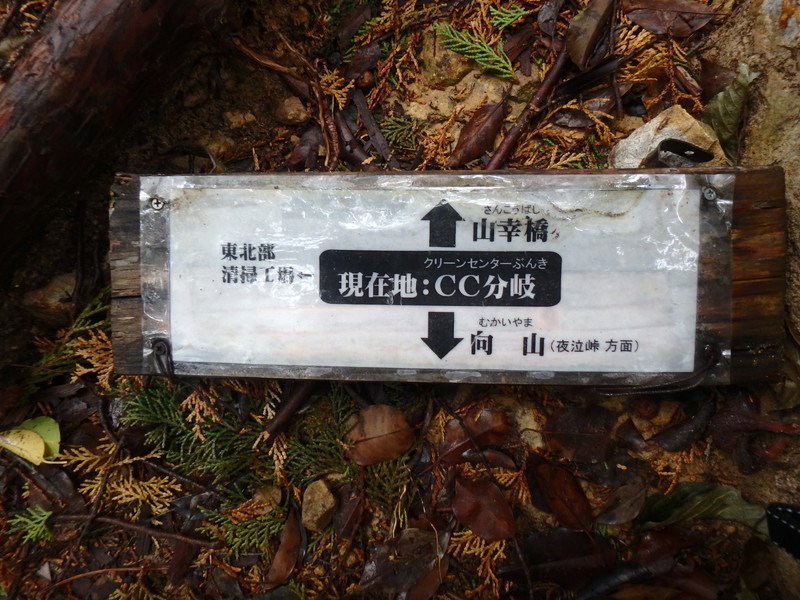 さんこうばし
山幸橋
東北部
清掃工場←
クリーンセンターぶんき
現在地：CC分岐
むかいやま
向 山（夜泣峠 方面）